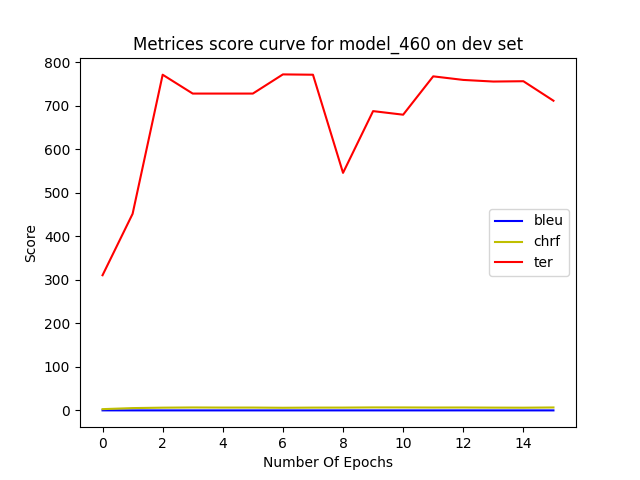 Metrices score curve for model_460 on dev set
800
700
600
500
400
300
200
100
0
Score
bleu
chrf
ter
0 2 4 6 8 10 12 14
Number Of Epochs